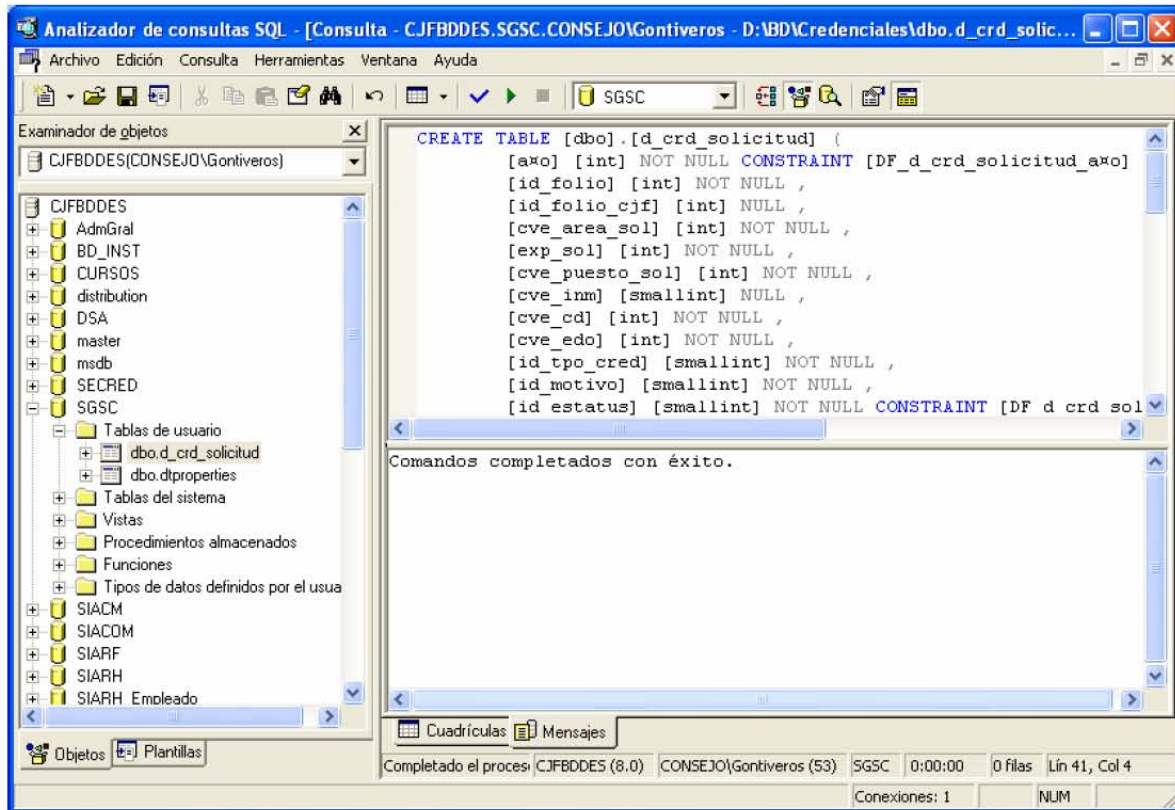 Analizador de consultas SQL - [Consulta - CJFBDDES.SGSC.CONSEJO\Gontiveros - D:\BD\Credenciales\dbo.d_crd_solic...
Archivo Edición Consulta Herramientas Ventana Ayuda
SGSC
Examinador de objetos
CJFBDDES(CONSEJO\Gontiveros)
CJFBDDES
AdmGral
BD_INST
CURSOS
distribution
DSA
master
msdb
SECRED
SGSC
Tablas de usuario
dbo.d_crd_solicitud
dbo.dtproperties
Tablas del sistema
Vistas
Procedimientos almacenados
Funciones
Tipos de datos definidos por el usua
SIACM
SIACOM
SIARF
SIARH
SIARH_Empleado
Objetos Plantillas
CREATE TABLE [dbo].[d_crd_solicitud] (
[a¤o] [int] NOT NULL CONSTRAINT [DF_d_crd_solicitud_a¤o]
[id_folio] [int] NOT NULL ,
[id_folio_cjf] [int] NULL ,
[cve_area_sol] [int] NOT NULL ,
[exp_sol] [int] NOT NULL ,
[cve_puesto_sol] [int] NOT NULL ,
[cve_inm] [smallint] NULL ,
[cve_cd] [int] NOT NULL ,
[cve_edo] [int] NOT NULL ,
[id_tpo_cred] [smallint] NOT NULL ,
[id_motivo] [smallint] NOT NULL ,
[id_estatus] [smallint] NOT NULL CONSTRAINT [DF_d_crd_sol
Comandos completados con éxito.
Cuadrículas Mensajes
Completado el proces CJFBDDES (8.0) CONSEJO\Gontiveros (53) SGSC 0:00:00 0 filas Lín 41, Col 4
Conexiones: 1 NUM